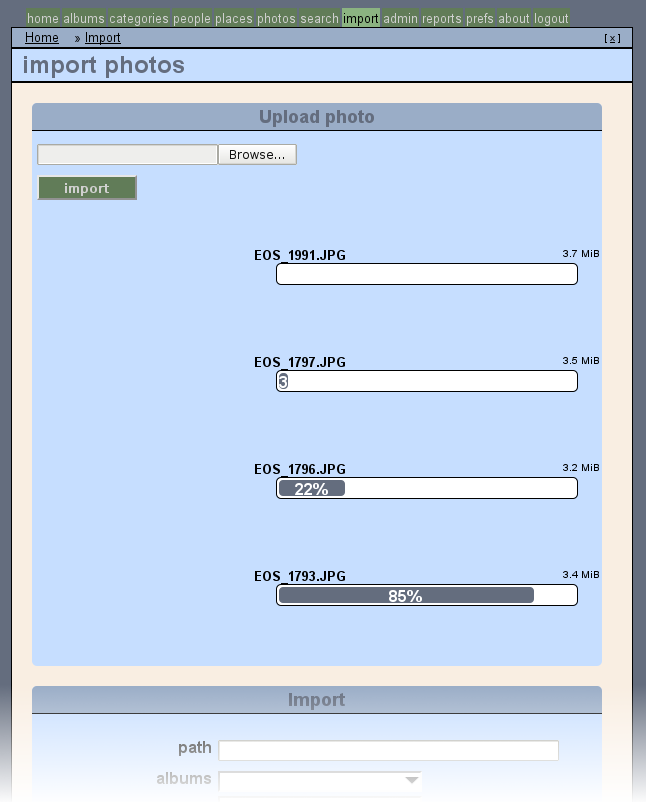 home albums categories people places photos search import admin reports prefs about logout
Home » Import [ x ]
import photos
Upload photo
Browse...
import
EOS_1991.JPG 3.7 MiB
EOS_1797.JPG 3.5 MiB
3
EOS_1796.JPG 3.2 MiB
22%
EOS_1793.JPG 3.4 MiB
85%
Import
path
albums